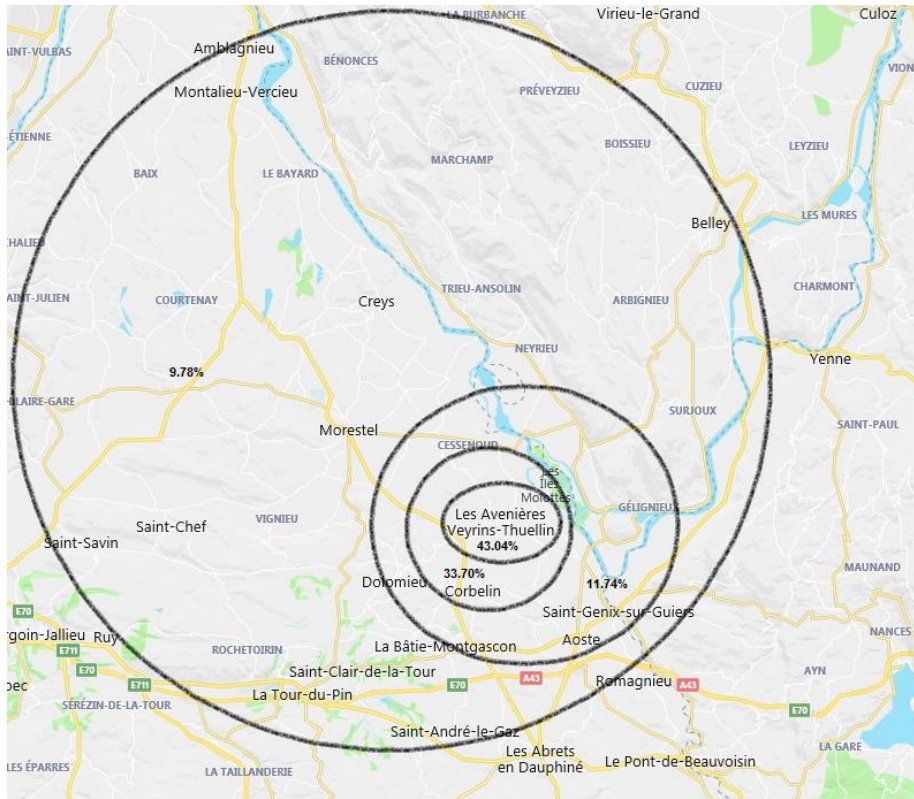 LA BURBANCHE
Virieu-le-Grand
Culoz
AINT-VULBAS
Amblagnieu
BÉNONCES
VION
Montalieu-Vercieu
PRÉVEYZIEU
CUZIEU
ÉTIENNE
BOISSIEU
LEYZIEU
MARCHAMP
BAIX
LE BAYARD
LES MURES
Belley
CHALIEU
TRIEU-ANSOLIN
CHARMONT
AINT-JULIEN
COURTENAY
Creys
ARBIGNIEU
NEYRIEU
Yenne
9.78%
LAIRE-GARE
SURJOUX
SAINT-PAUL
Morestel
CESSENOUD
Les
Îles
Molottes
GÉLIGNIEUX
Les Avenières
Veyrins-Thuellin
43.04%
Saint-Chef
VIGNIEU
Saint-Savin
MAUNAND
33.70%
11.74%
Dolomieu
Corbelin
E70
Saint-Genix-sur-Guiers
rgoin-Jallieu
Ruy
NANCES
E711
ROCHETOIRIN
La Bâtie-Montgascon
Aoste
E70
Saint-Clair-de-la-Tour
AYN
pec
E711
La Tour-du-Pin
E70
A43
Romagnieu
A43
SÉRÉZIN-DE-LA-TOUR
E70
Saint-André-le-Gaz
LA GARE
Les Abrets
en Dauphiné
Le Pont-de-Beauvoisin
LES ÉPARRES
LA TAILLANDERIE